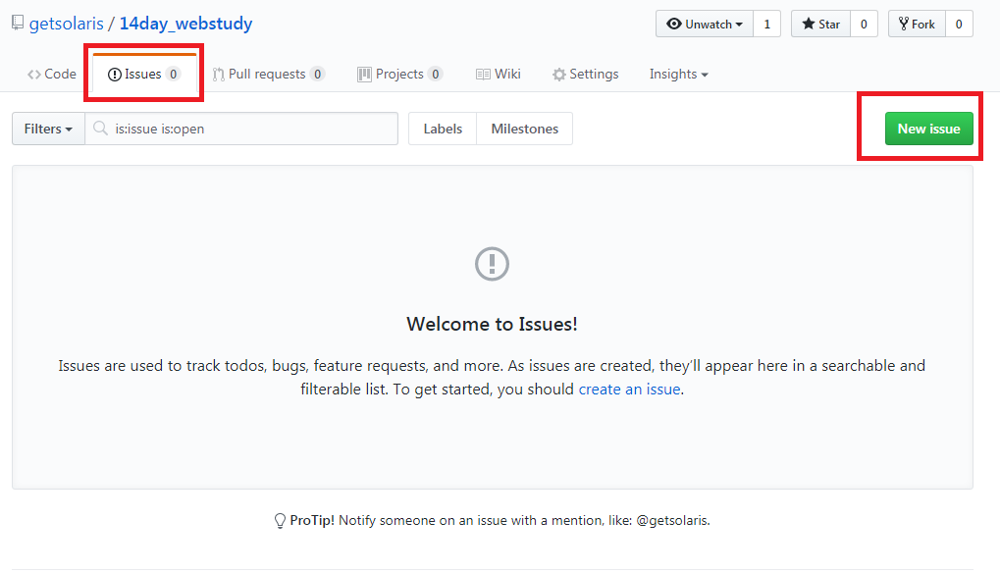 getsolaris / 14day_webstudy
Unwatch 1 Star 0 Fork 0
Code Issues 0 Pull requests 0 Projects 0 Wiki Settings Insights
Filters is:issue is:open Labels Milestones New issue
Welcome to Issues!
Issues are used to track todos, bugs, feature requests, and more. As issues are created, they’ll appear here in a searchable and
filterable list. To get started, you should create an issue.
ProTip! Notify someone on an issue with a mention, like: @getsolaris.